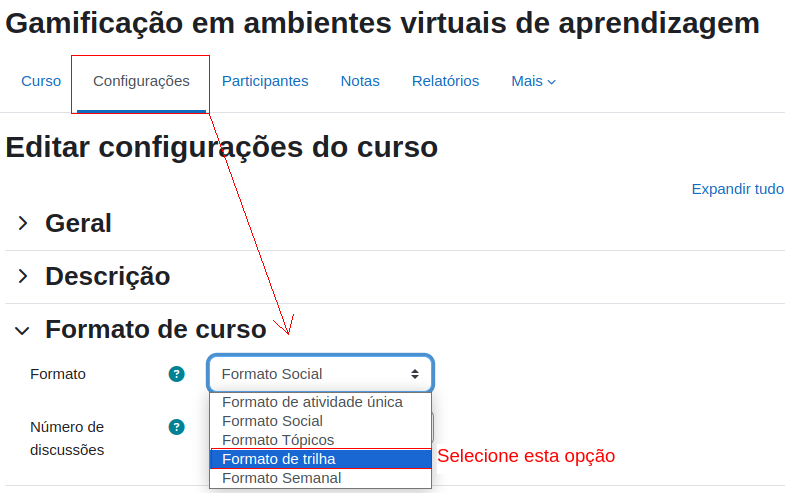 Gamificação em ambientes virtuais de aprendizagem
Curso Configurações Participantes Notas Relatórios Mais
Editar configurações do curso
Expandir tudo
Geral
Descrição
Formato de curso
Formato ? Formato Social
Formato de atividade única
Número de ? Formato Social
discussões Formato Tópicos
Formato de trilha Selecione esta opção
Formato Semanal